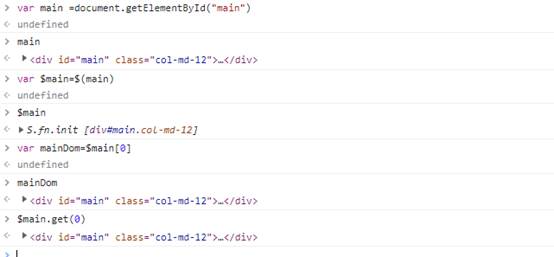 > var main =document.getElementById("main")
<· undefined
> main
<· ▶<div id="main" class="col-md-12">…</div>
> var $main=$(main)
<· undefined
> $main
<· ▶S.fn.init [div#main.col-md-12]
> var mainDom=$main[0]
<· undefined
> mainDom
<· ▶<div id="main" class="col-md-12">…</div>
> $main.get(0)
<· ▶<div id="main" class="col-md-12">…</div>
>